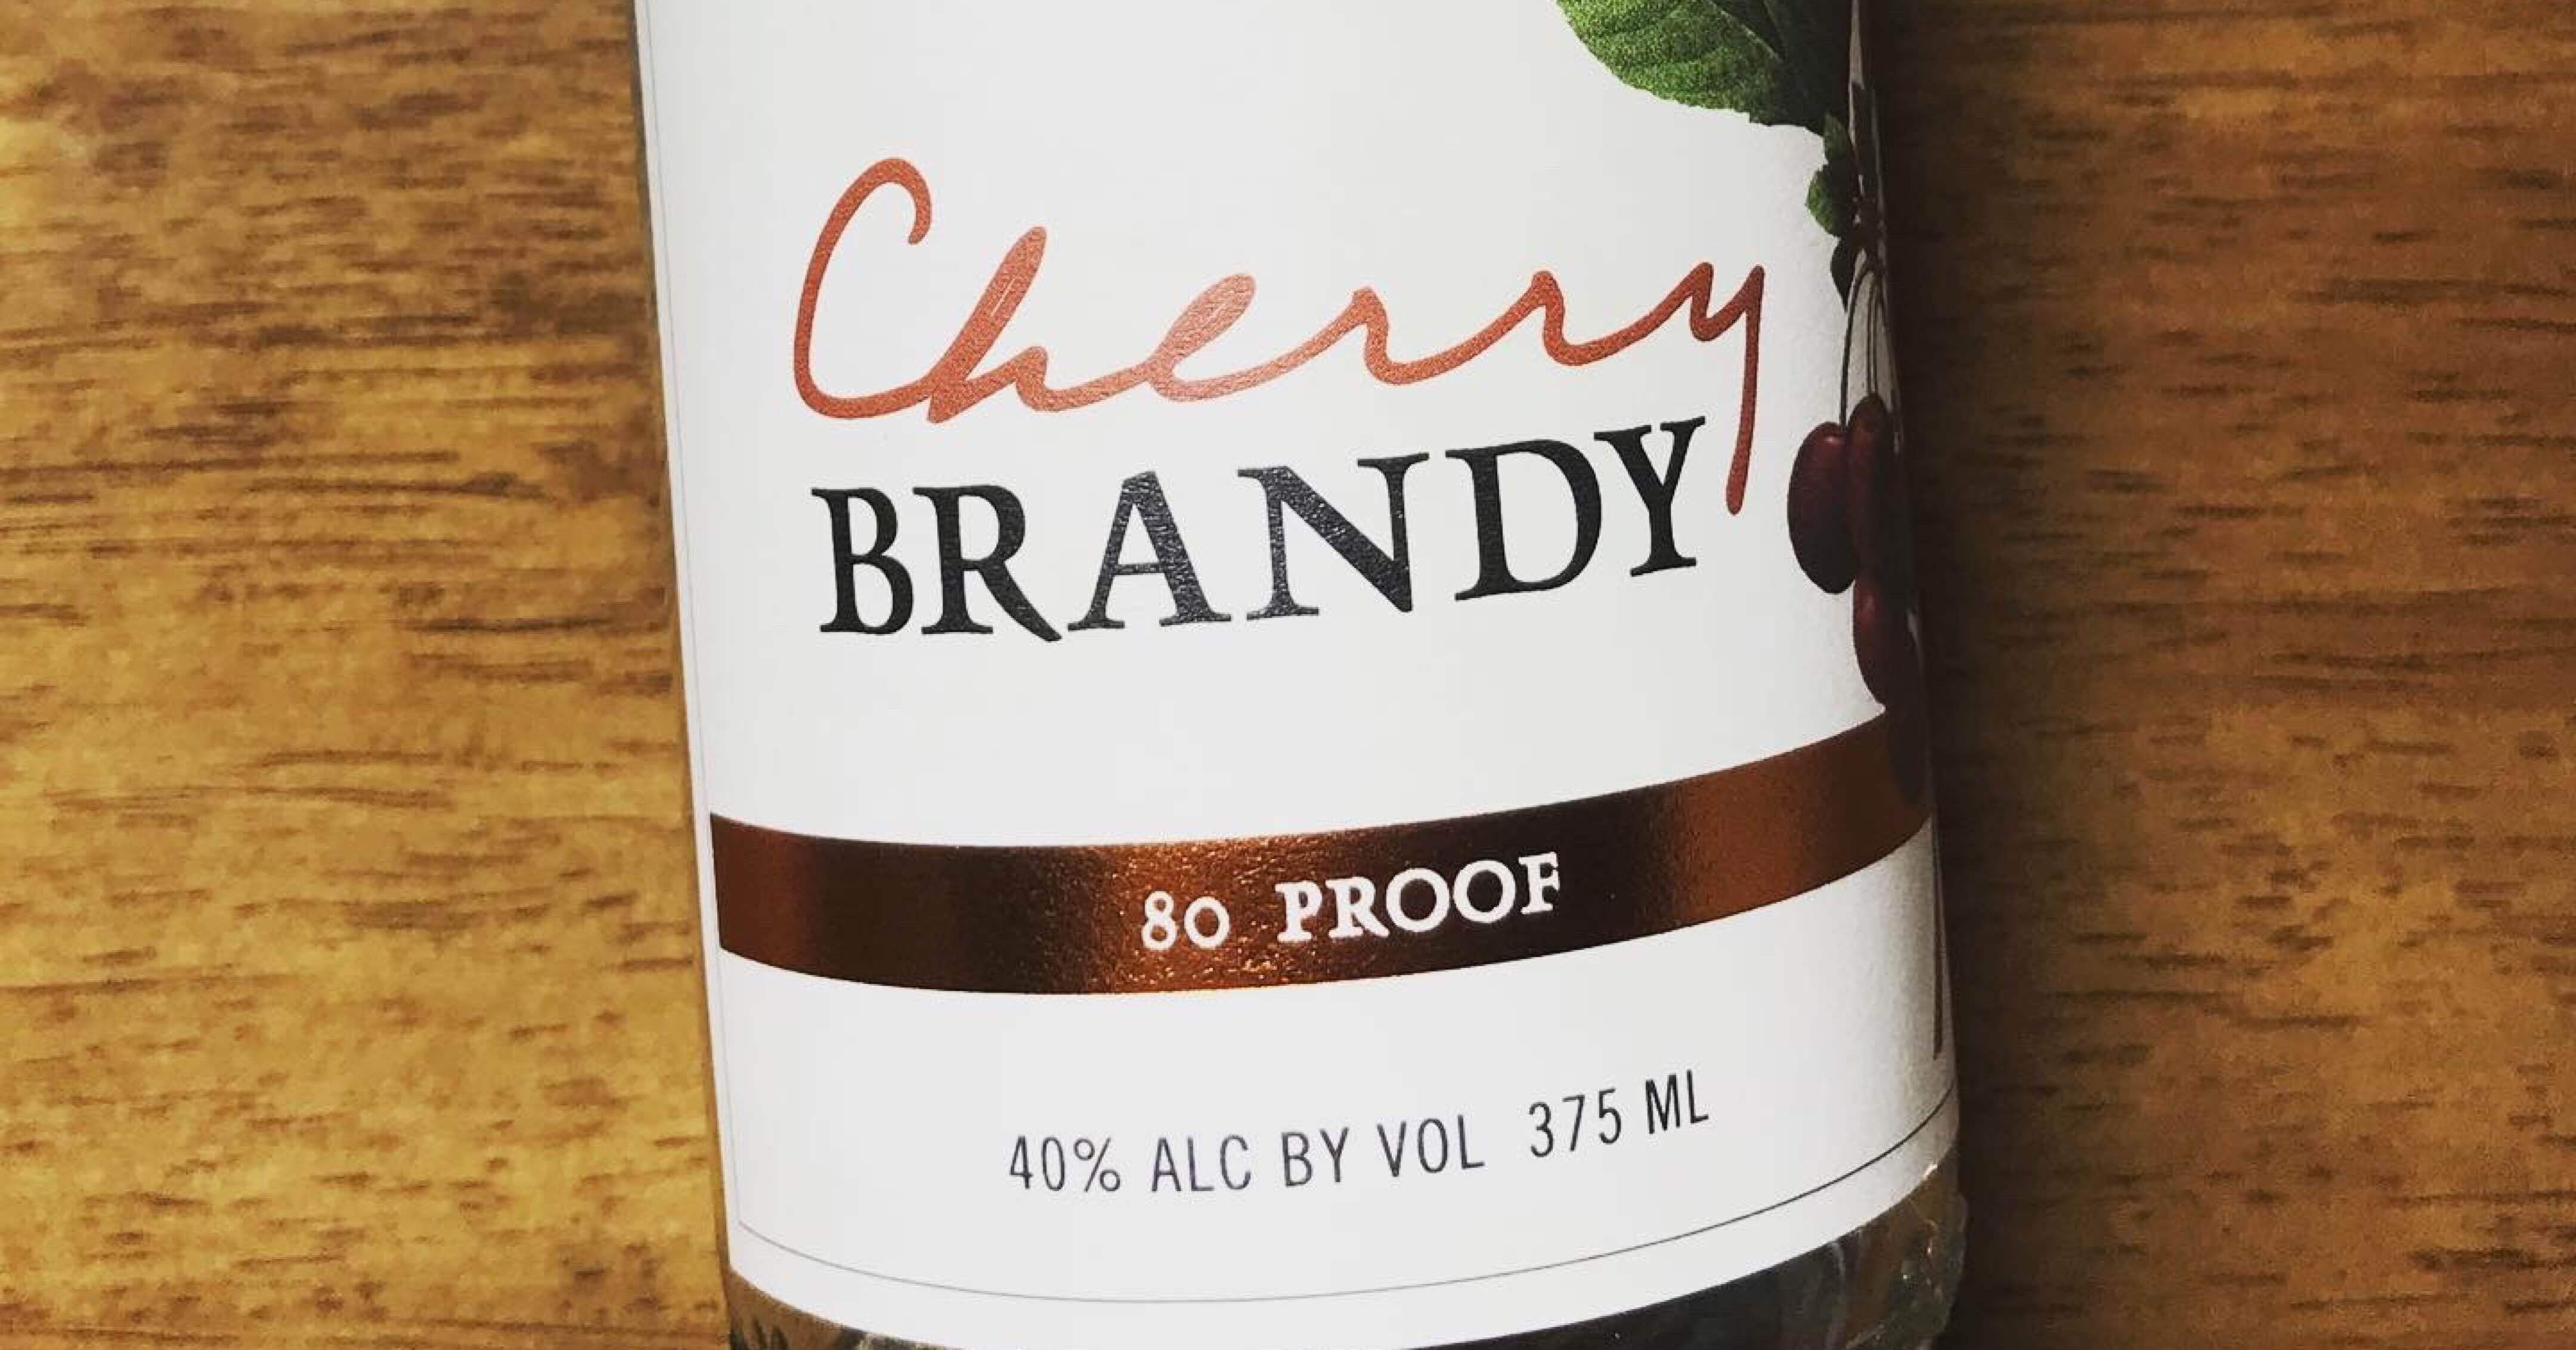 Cherry
BRANDY
80 PROOF
40% ALC BY VOL 375 ML